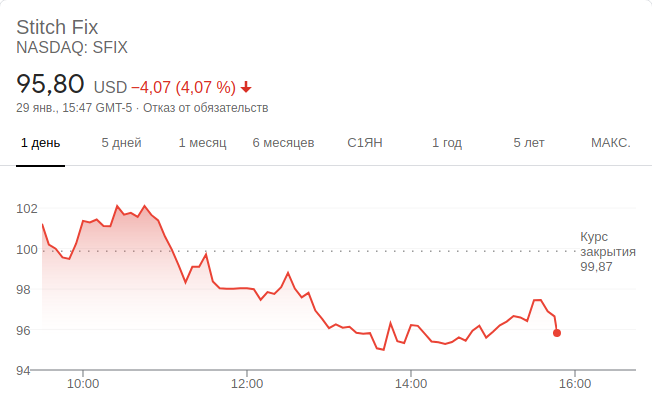 Stitch Fix
NASDAQ: SFIX
95,80 USD −4,07 (4,07 %)
29 янв., 15:47 GMT-5 · Отказ от обязательств
1 день 5 дней 1 месяц 6 месяцев С1ЯН 1 год 5 лет МАКС.
102
100
98
96
94
Курс
закрытия
99,87
10:00 12:00 14:00 16:00